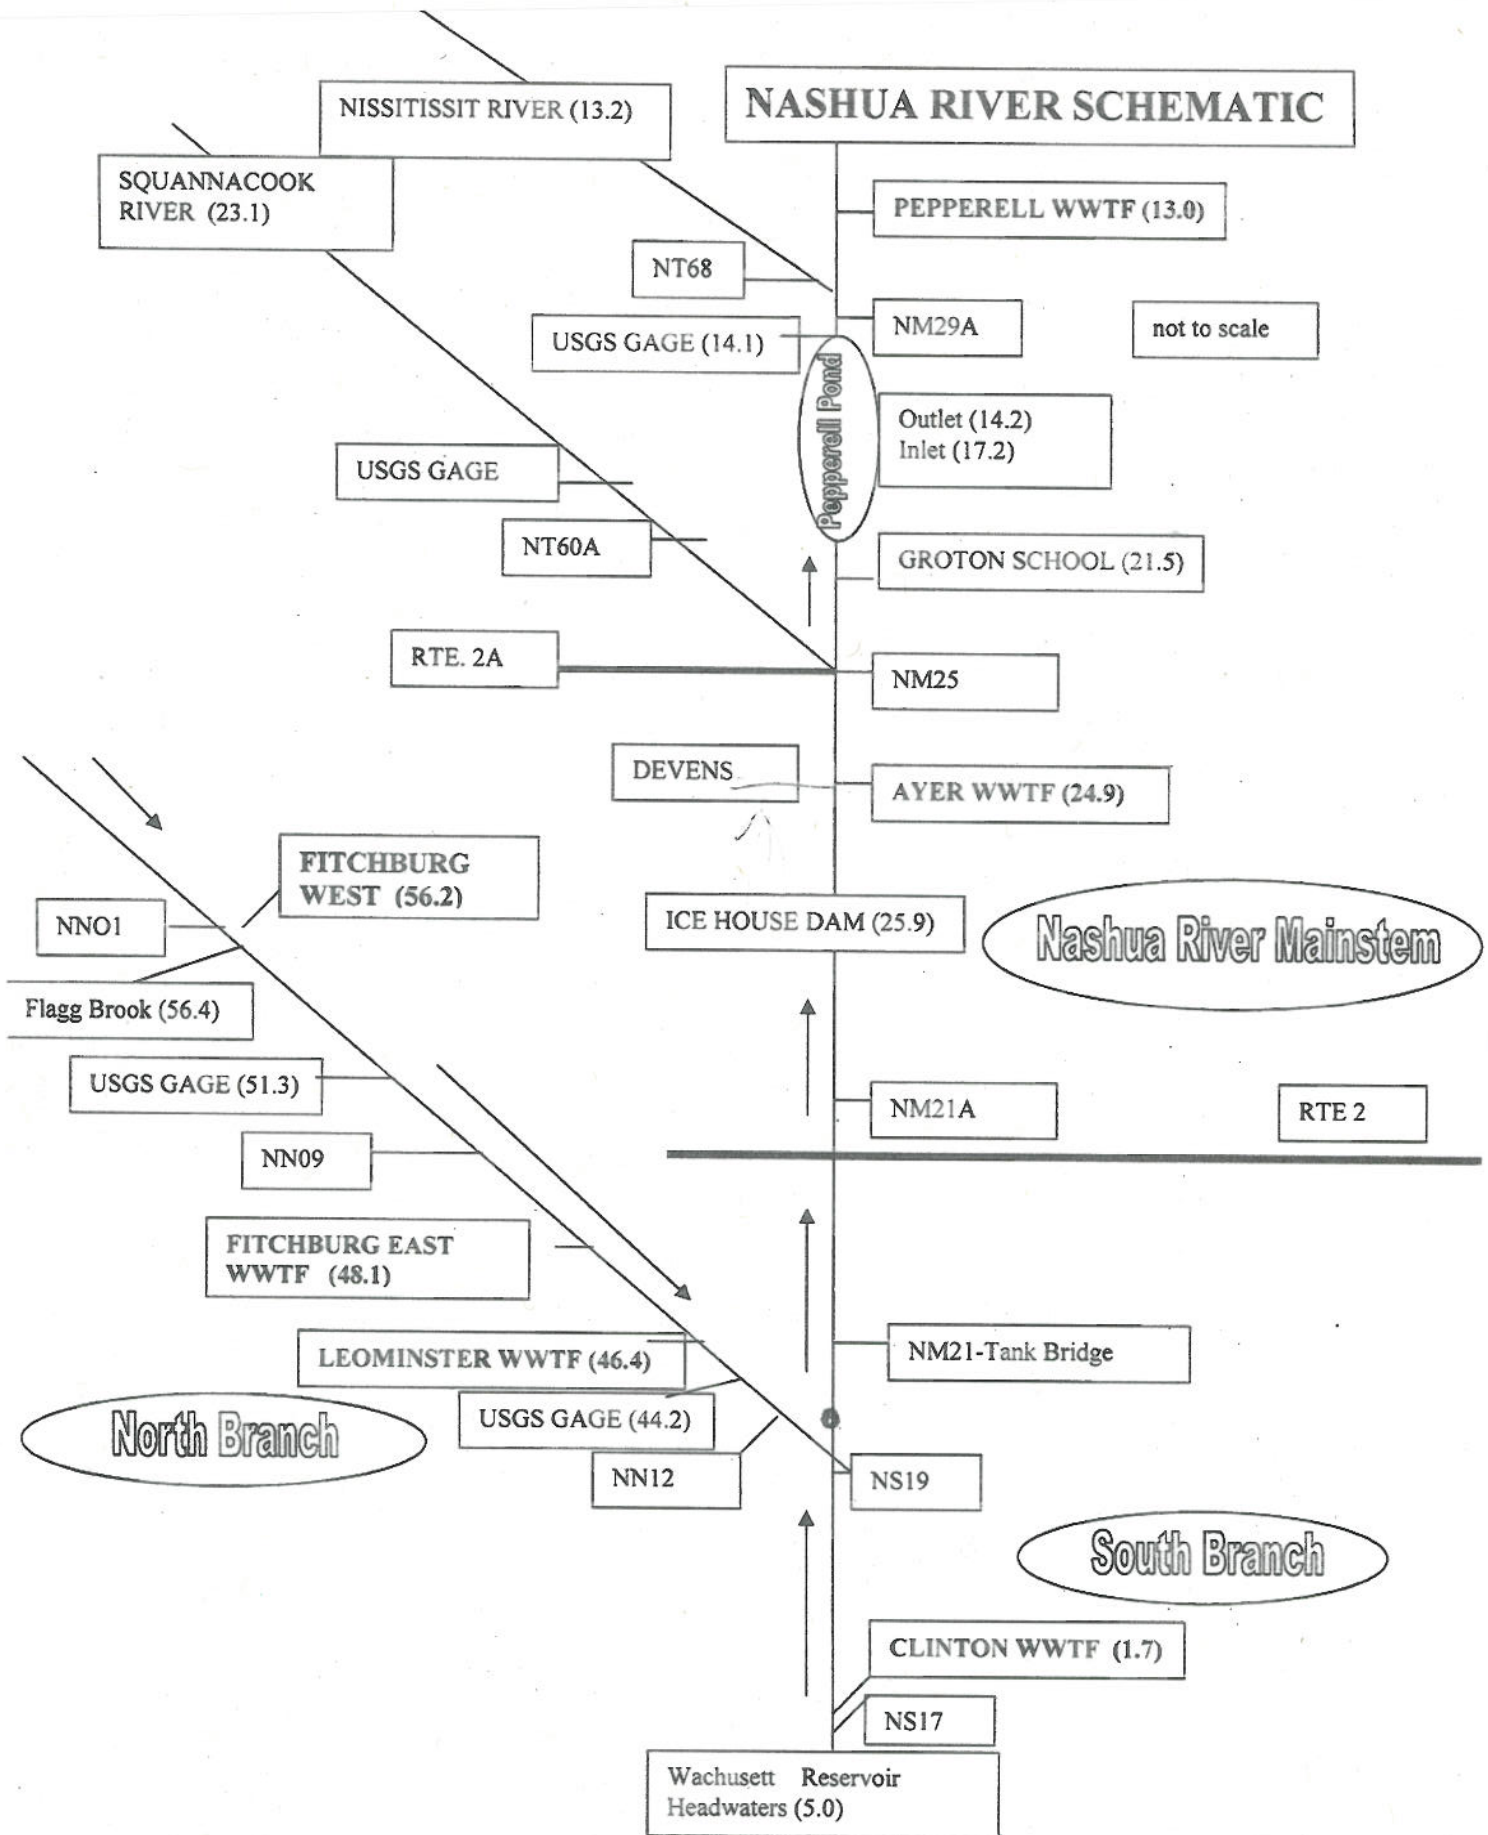 NASHUA RIVER SCHEMATIC
NISSITISSIT RIVER (13.2)
SQUANNACOOK
RIVER (23.1)
PEPPERELL WWTF (13.0)
NT68
NM29A
not to scale
USGS GAGE (14.1)
Pepperell Pond
Outlet (14.2)
Inlet (17.2)
USGS GAGE
NT60A
GROTON SCHOOL (21.5)
RTE. 2A
NM25
DEVENS
AYER WWTF (24.9)
FITCHBURG
WEST (56.2)
NNO1
ICE HOUSE DAM (25.9)
Nashua River Mainstem
Flagg Brook (56.4)
USGS GAGE (51.3)
NM21A
RTE 2
NN09
FITCHBURG EAST
WWTF (48.1)
LEOMINSTER WWTF (46.4)
NM21-Tank Bridge
North Branch
USGS GAGE (44.2)
NN12
NS19
South Branch
CLINTON WWTF (1.7)
NS17
Wachusett Reservoir
Headwaters (5.0)